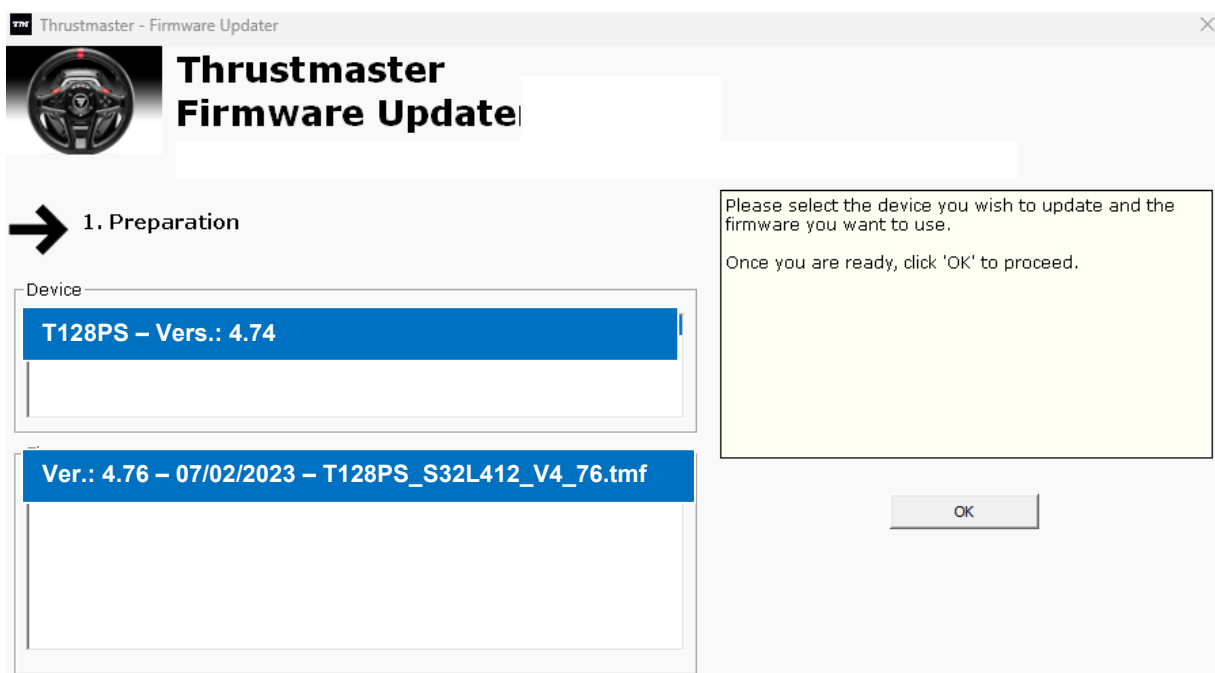 Thrustmaster - Firmware Updater
Thrustmaster
Firmware Updater
1. Preparation
Please select the device you wish to update and the
firmware you want to use.
Once you are ready, click 'OK' to proceed.
Device
T128PS – Vers.: 4.74
Ver.: 4.76 – 07/02/2023 – T128PS_S32L412_V4_76.tmf
OK